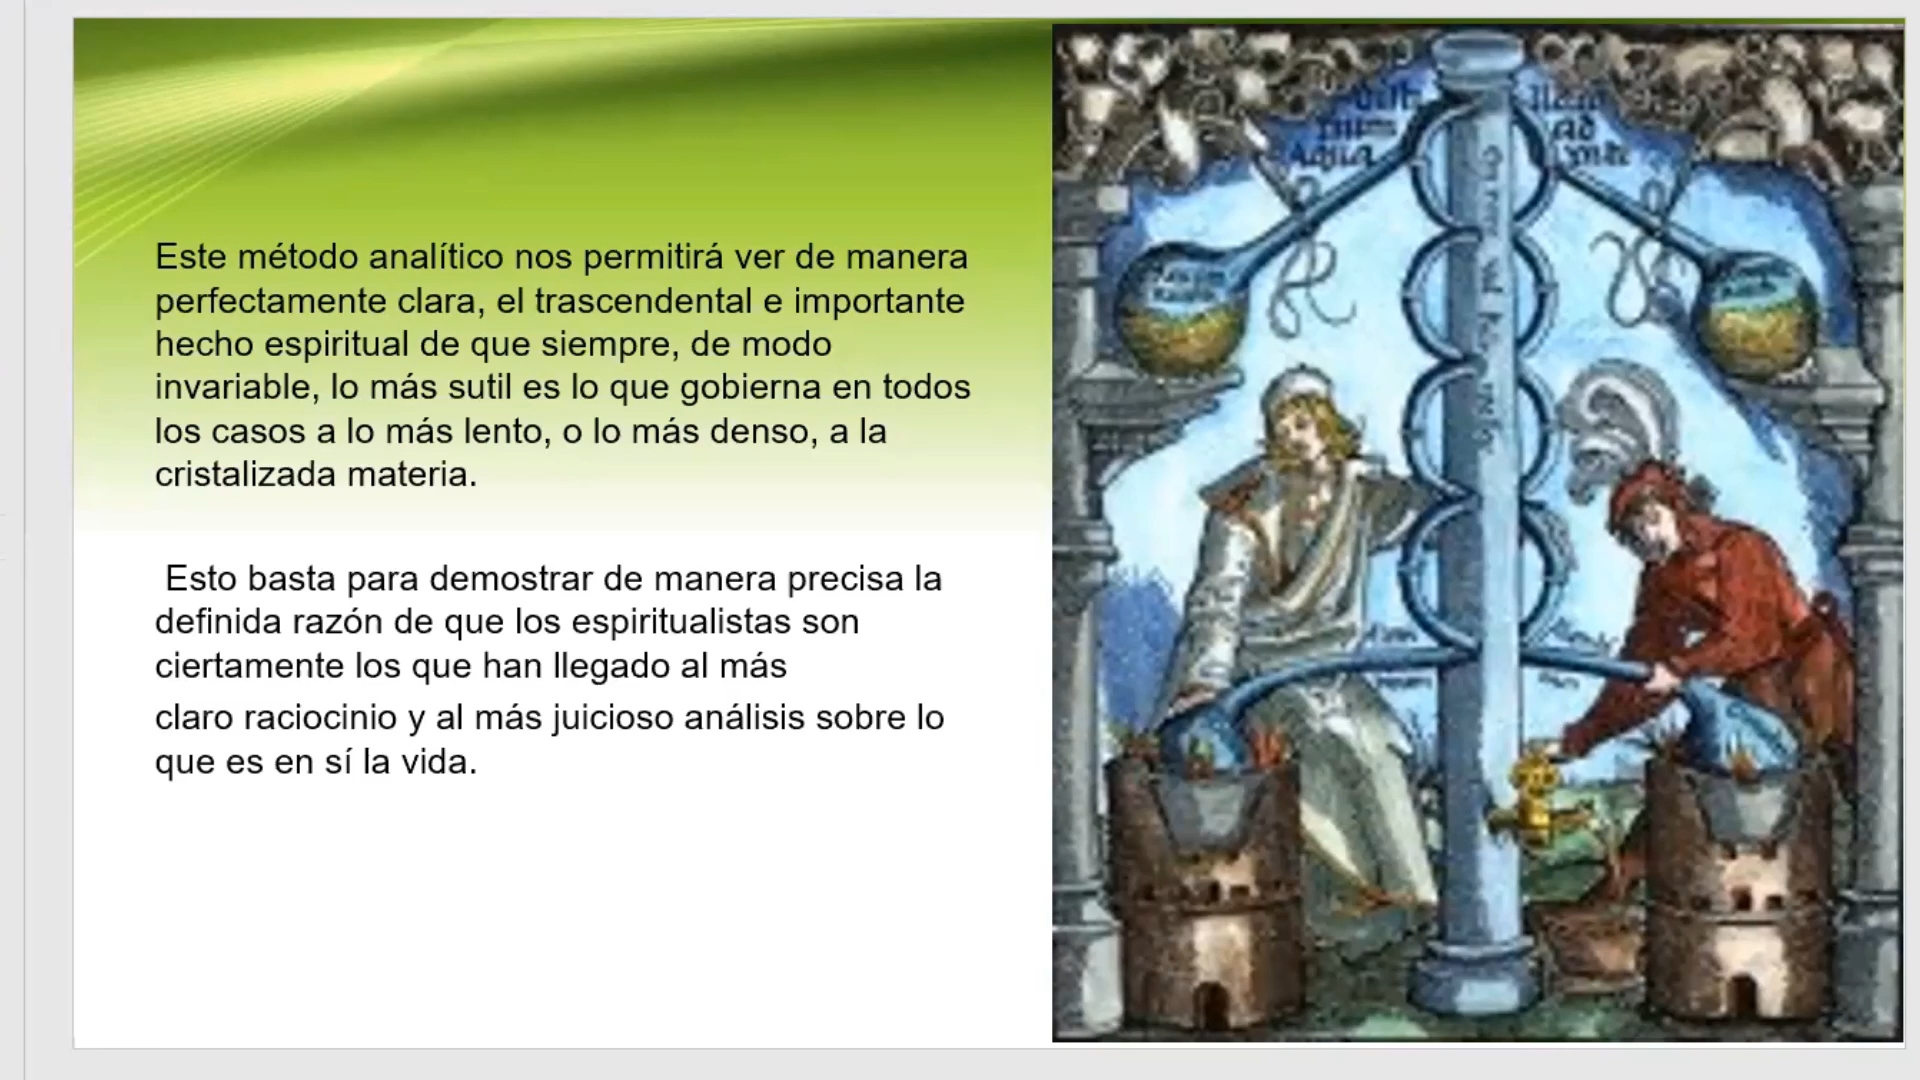 Este método analítico nos permitirá ver de manera
perfectamente clara, el trascendental e importante
hecho espiritual de que siempre, de modo
invariable, lo más sutil es lo que gobierna en todos
los casos a lo más lento, o lo más denso, a la
cristalizada materia.
Esto basta para demostrar de manera precisa la
definida razón de que los espiritualistas son
ciertamente los que han llegado al más
claro raciocinio y al más juicioso análisis sobre lo
que es en sí la vida.
Aqua
ad